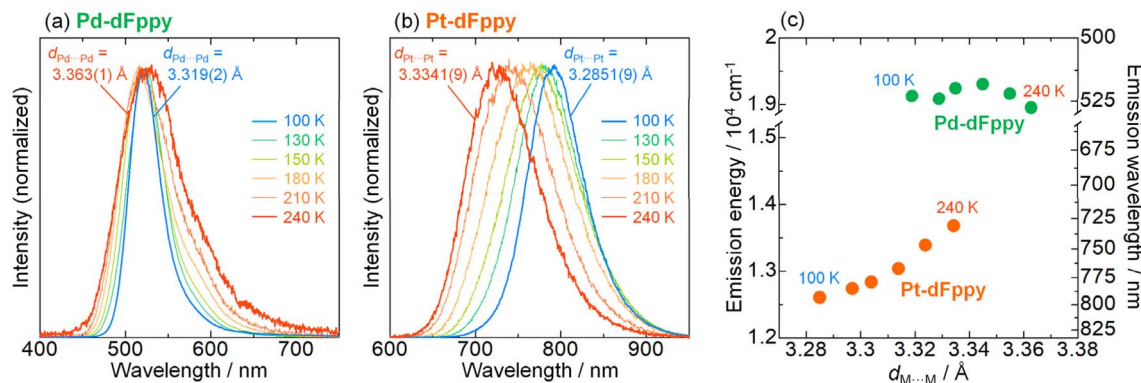 (a) Pd-dFppy
d Pd···Pd =
3.363(1) Å
d Pd···Pd =
3.319(2) Å
100 K
130 K
150 K
180 K
210 K
240 K
Intensity (normalized)
400 500 600 700
Wavelength / nm
(b) Pt-dFppy
d Pt···Pt =
3.3341(9) Å
d Pt···Pt =
3.2851(9) Å
100 K
130 K
150 K
180 K
210 K
240 K
Intensity (normalized)
600 700 800 900
Wavelength / nm
(c)
Emission energy / 10⁴ cm⁻¹
2
1.9
1.5
1.4
1.3
1.2
100 K
240 K
Pd-dFppy
240 K
100 K
Pt-dFppy
500
525
675
700
725
750
775
800
825
Emission wavelength / nm
3.28 3.3 3.32 3.34 3.36 3.38
d M···M / Å